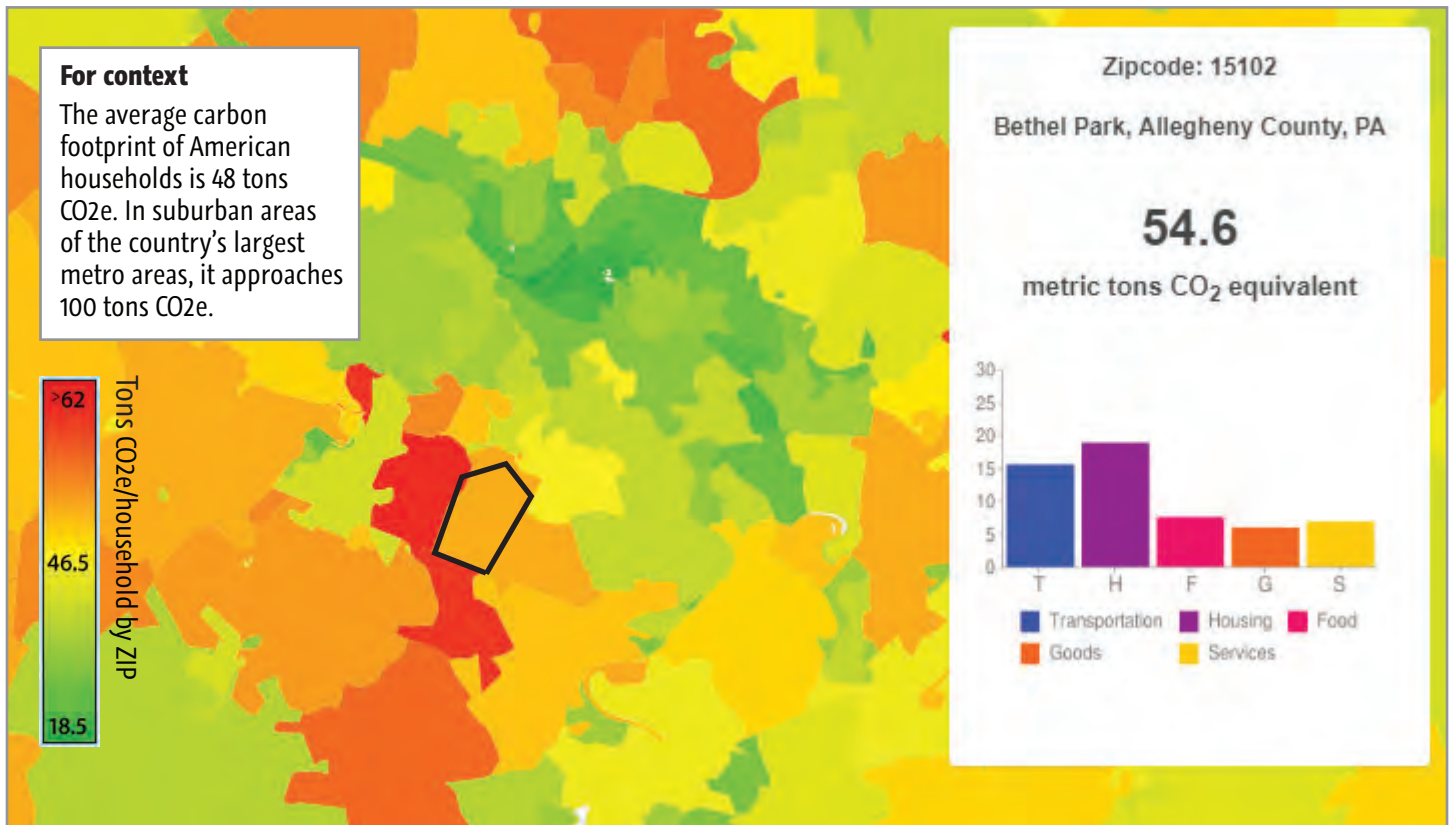 For context
The average carbon
footprint of American
households is 48 tons
CO2e. In suburban areas
of the country's largest
metro areas, it approaches
100 tons CO2e.
>62
46.5
18.5
Tons CO2e/household by ZIP
Zipcode: 15102
Bethel Park, Allegheny County, PA
54.6
metric tons CO₂ equivalent
30
25
20
15
10
5
0
T H F G S
Transportation Housing Food
Goods Services